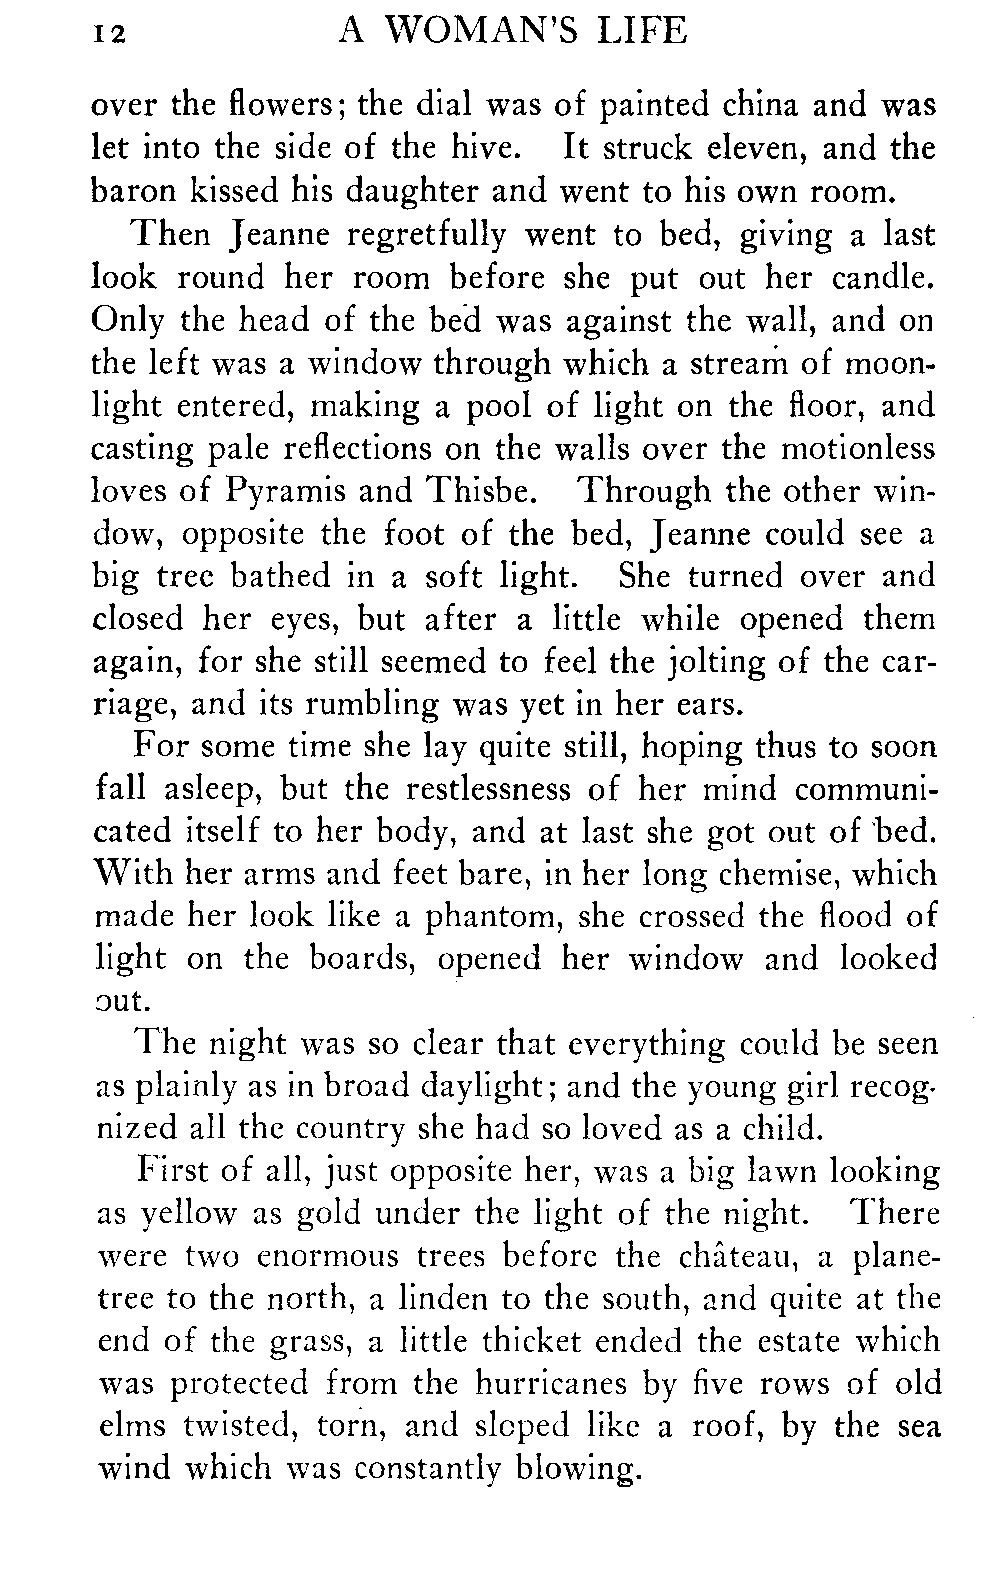 12 A WOMAN'S LIFE
over the flowers; the dial was of painted china and was
let into the side of the hive. It struck eleven, and the
baron kissed his daughter and went to his own room.
Then Jeanne regretfully went to bed, giving a last
look round her room before she put out her candle.
Only the head of the bed was against the wall, and on
the left was a window through which a stream of moon-
light entered, making a pool of light on the floor, and
casting pale reflections on the walls over the motionless
loves of Pyramis and Thisbe. Through the other win-
dow, opposite the foot of the bed, Jeanne could see a
big tree bathed in a soft light. She turned over and
closed her eyes, but after a little while opened them
again, for she still seemed to feel the jolting of the car-
riage, and its rumbling was yet in her ears.
For some time she lay quite still, hoping thus to soon
fall asleep, but the restlessness of her mind communi-
cated itself to her body, and at last she got out of bed.
With her arms and feet bare, in her long chemise, which
made her look like a phantom, she crossed the flood of
light on the boards, opened her window and looked
out.
The night was so clear that everything could be seen
as plainly as in broad daylight; and the young girl recog-
nized all the country she had so loved as a child.
First of all, just opposite her, was a big lawn looking
as yellow as gold under the light of the night. There
were two enormous trees before the château, a plane-
tree to the north, a linden to the south, and quite at the
end of the grass, a little thicket ended the estate which
was protected from the hurricanes by five rows of old
elms twisted, torn, and sloped like a roof, by the sea
wind which was constantly blowing.